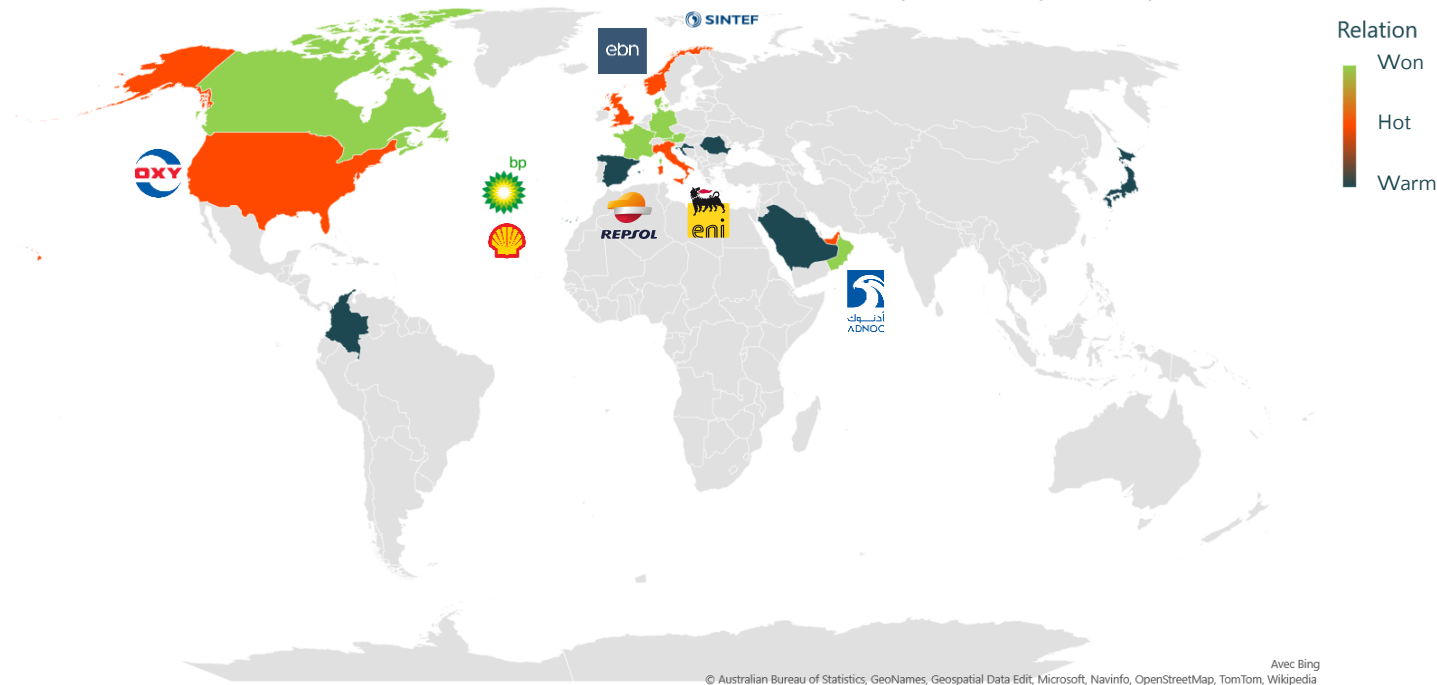 SINTEF
Relation
ebn
Won
Hot
OXY
bp
Warm
REPSOL
eni
أدنوك
ADNOC
Avec Bing
© Australian Bureau of Statistics, GeoNames, Geospatial Data Edit, Microsoft, Navinfo, OpenStreetMap, TomTom, Wikipedia